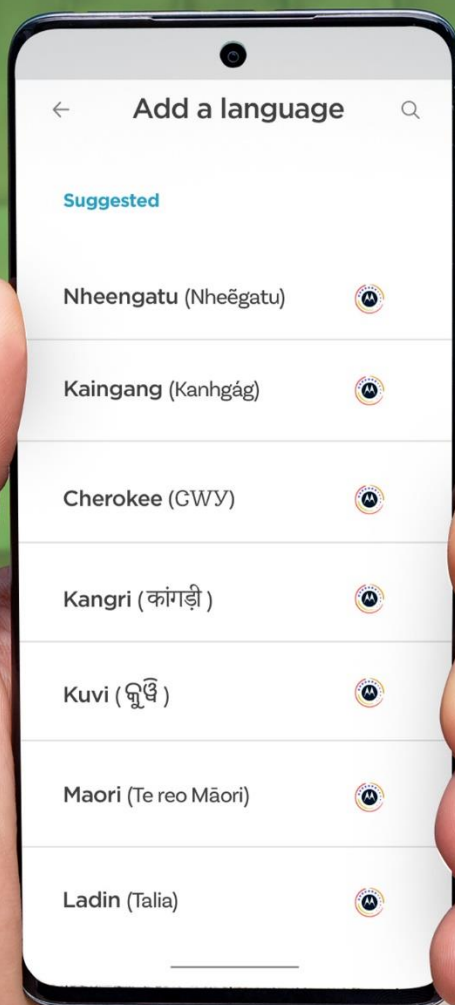 Add a language
Suggested
Nheengatu (Nheẽgatu)
Kaingang (Kanhgág)
Cherokee (ᏣᎳᎩ)
Kangri (कांगड़ी)
Kuvi (କୁୱି)
Maori (Te reo Māori)
Ladin (Talia)